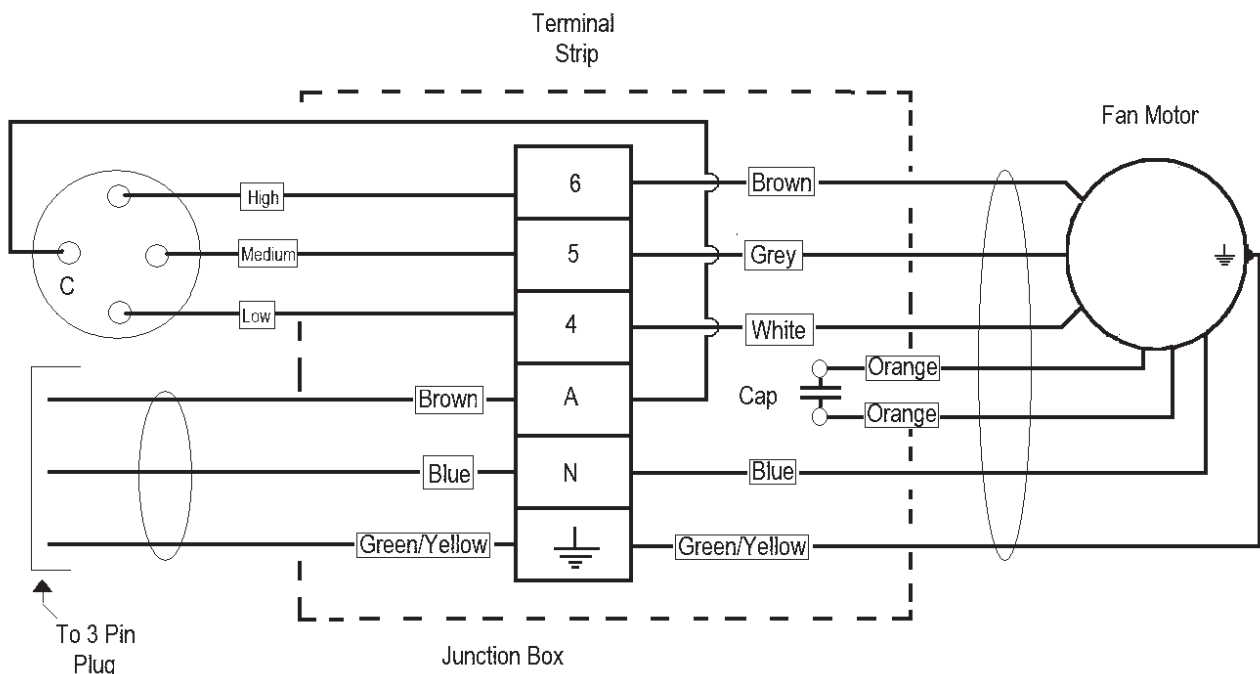 Terminal
Strip
Fan Motor
High
6
Brown
Medium
5
Grey
C
Low
4
White
Orange
Brown
A
Cap
Orange
Blue
N
Blue
Green/Yellow
Green/Yellow
To 3 Pin
Plug
Junction Box